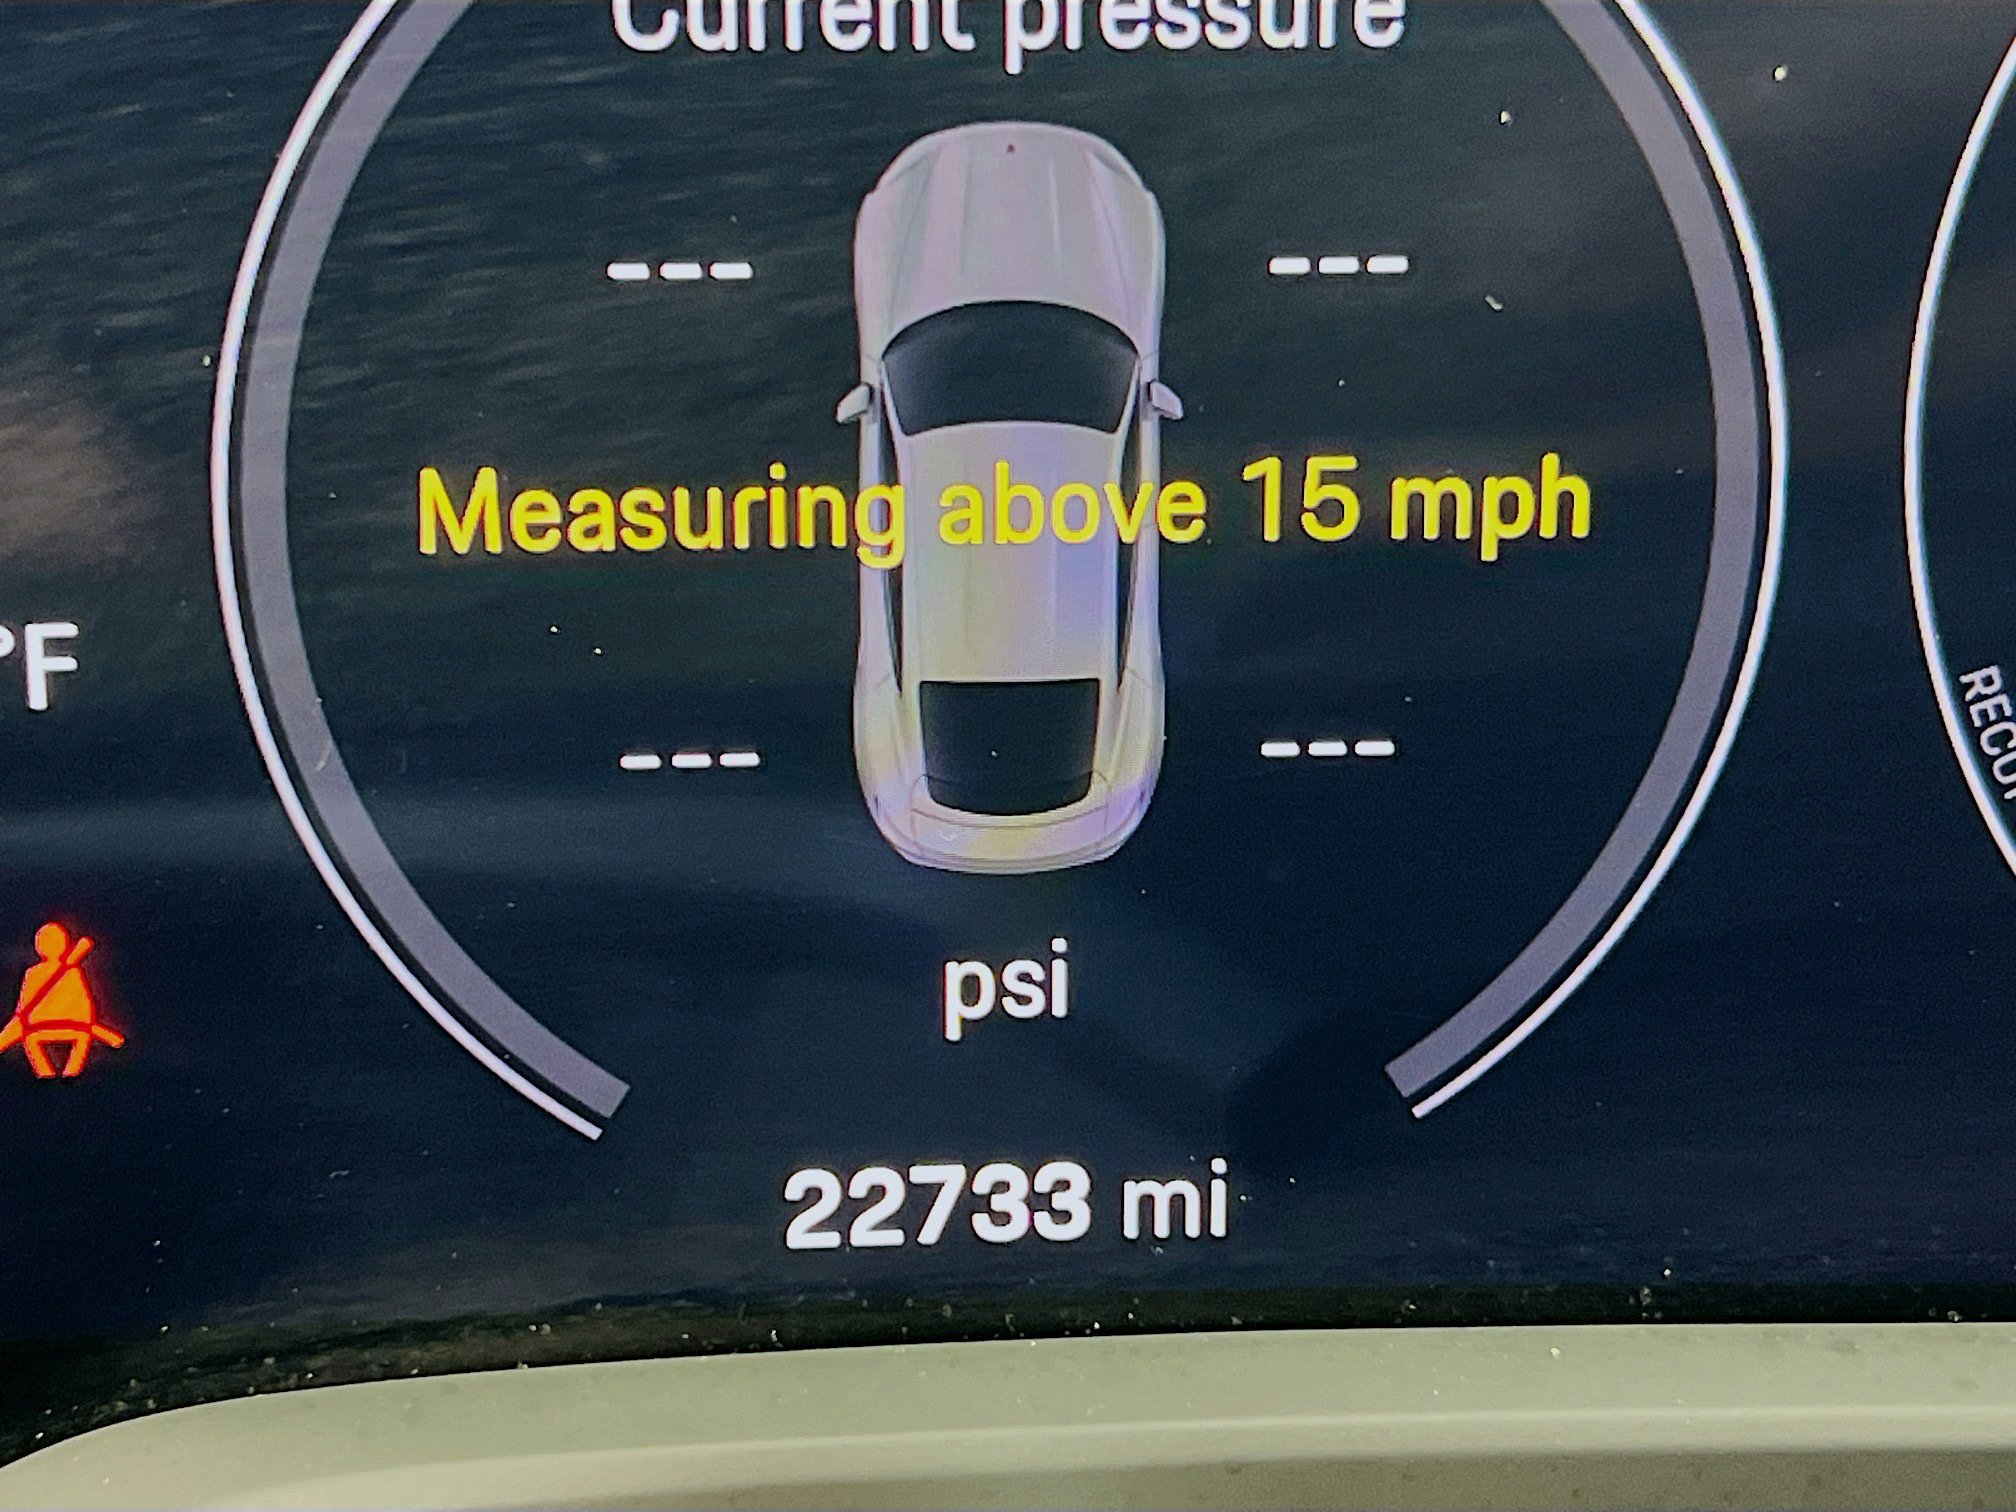 Current pressure
--- ---
Measuring above 15 mph
°F
--- ---
psi
22733 mi